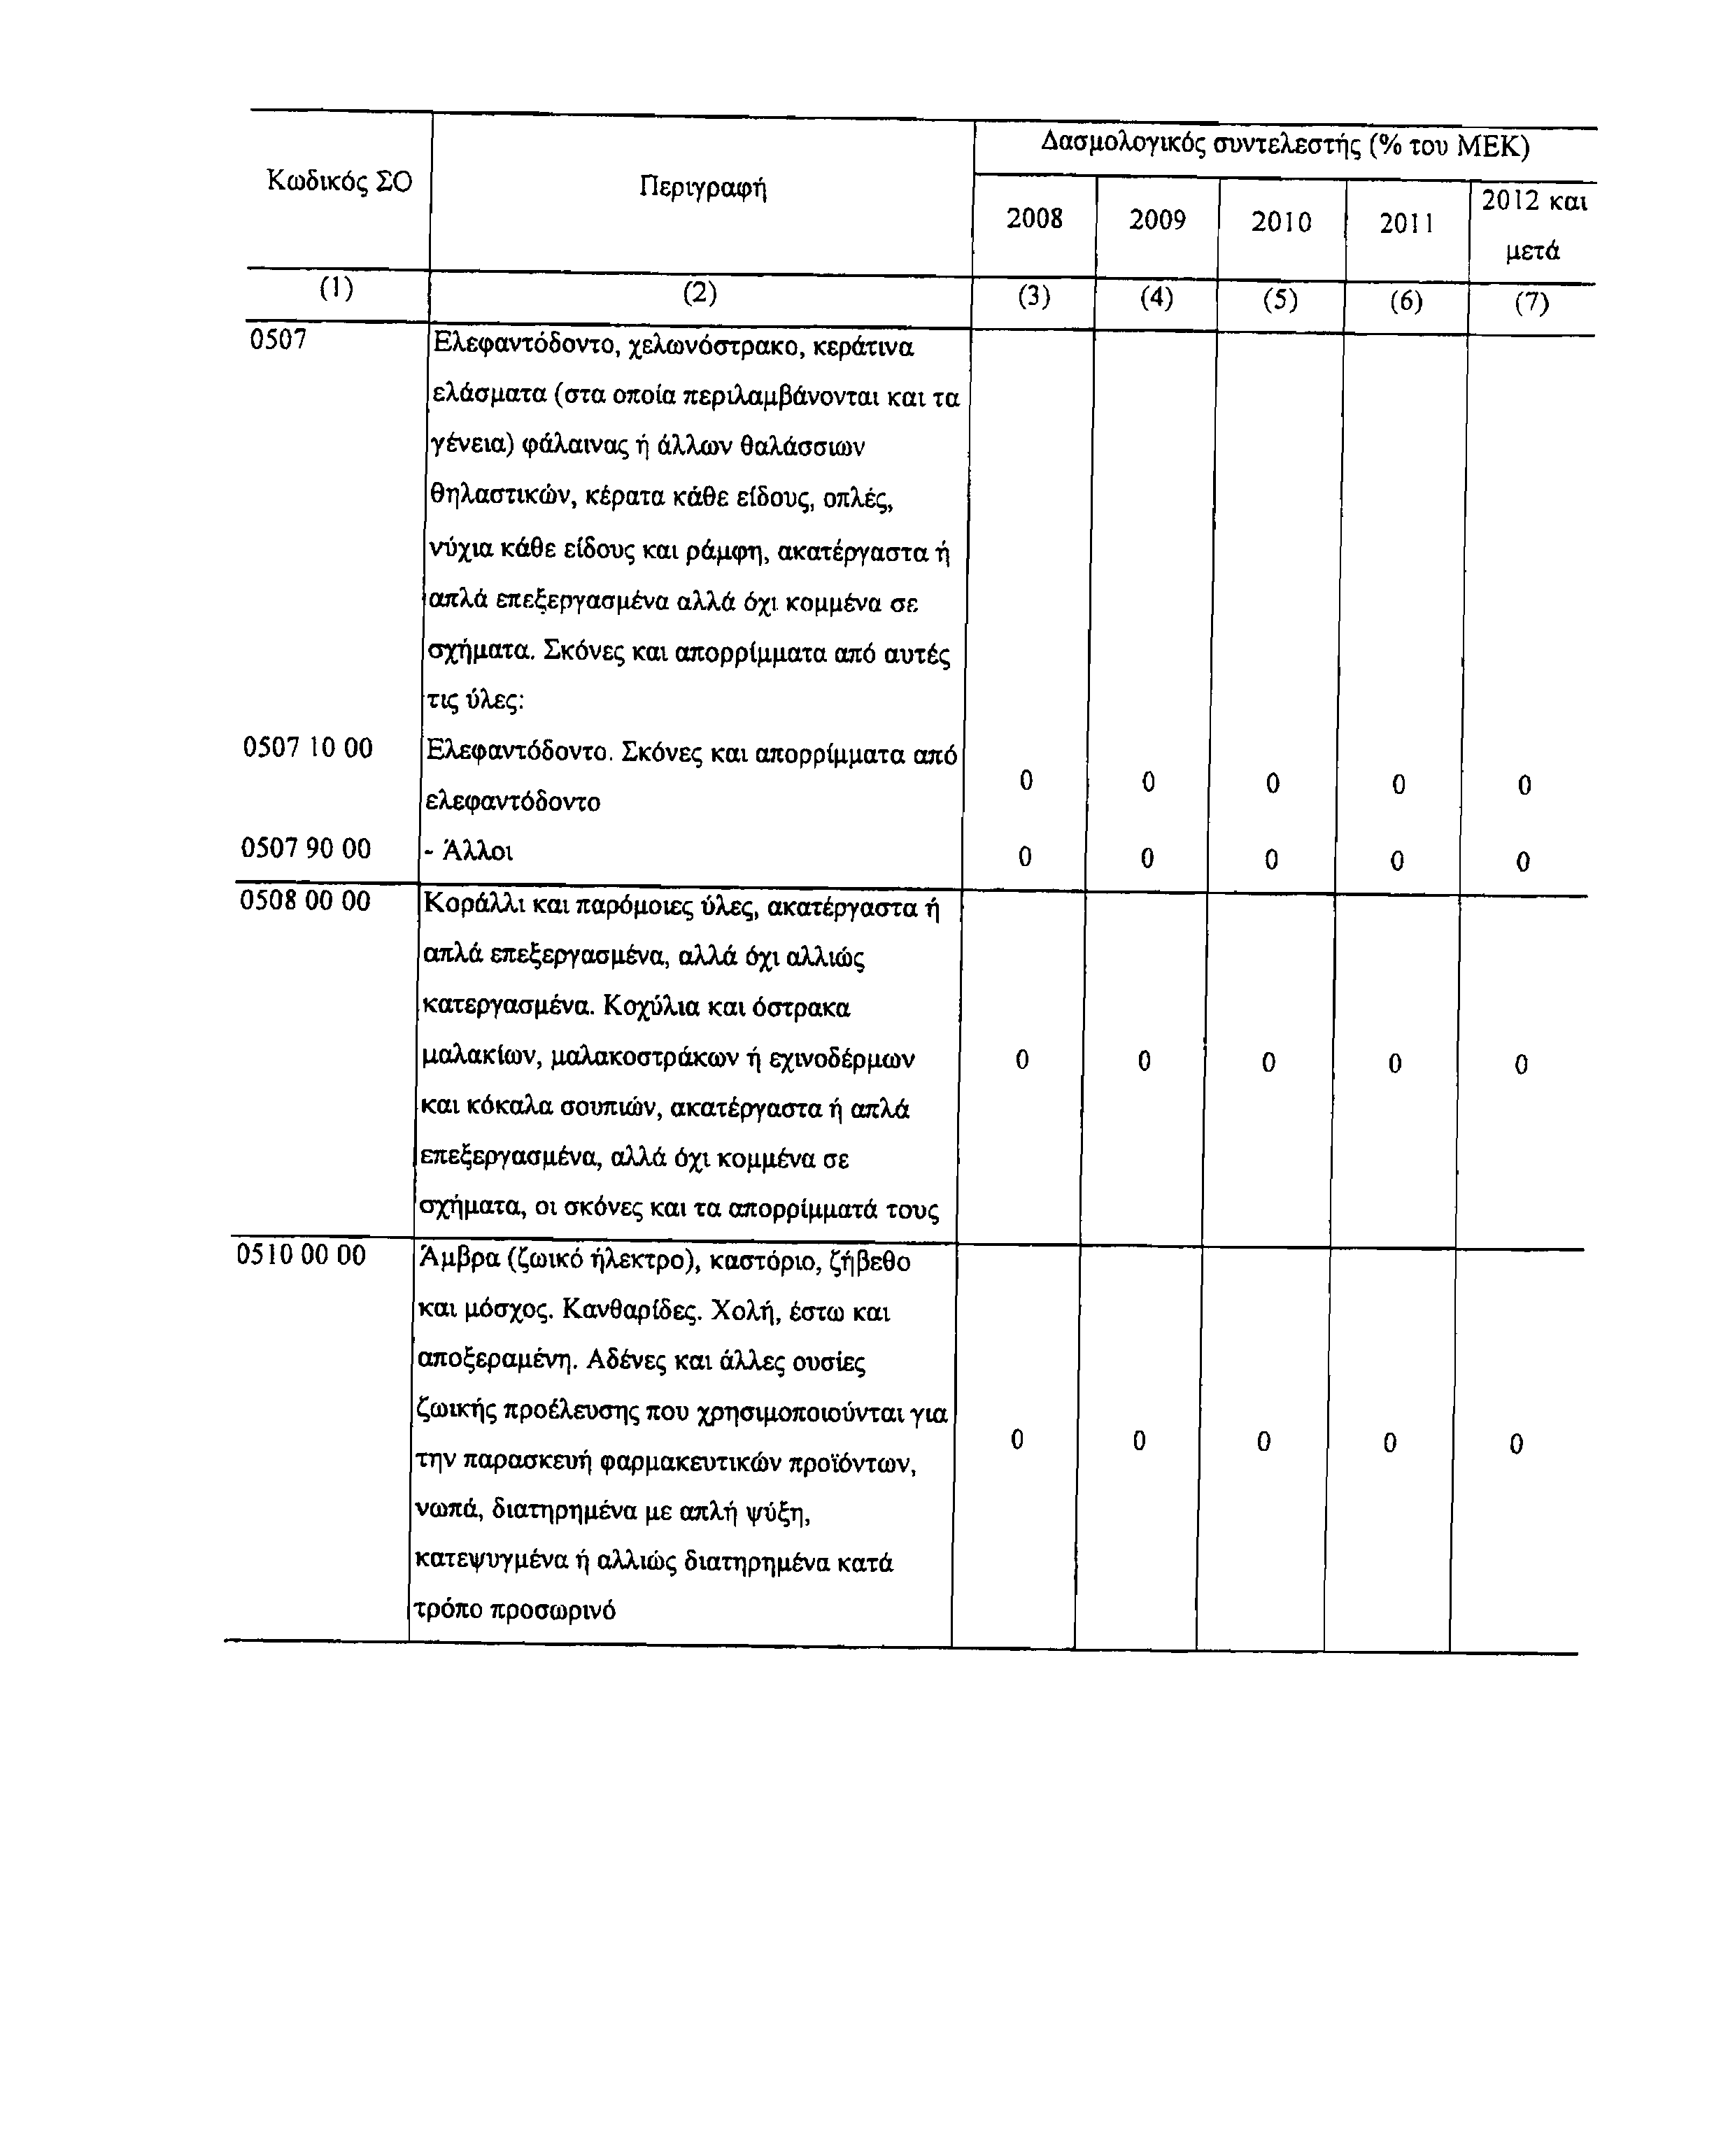 Κωδικός ΣΟ
Περιγραφή
Δασμολογικός συντελεστής (% του ΜΕΚ)
2008 2009 2010 2011 2012 και
μετά
(1) (2) (3) (4) (5) (6) (7)
0507 Ελεφαντόδοντο, χελωνόστρακο, κεράτινα
ελάσματα (στα οποία περιλαμβάνονται και τα
γένεια) φάλαινας ή άλλων θαλάσσιων
θηλαστικών, κέρατα κάθε είδους, οπλές,
νύχια κάθε είδους και ράμφη, ακατέργαστα ή
απλά επεξεργασμένα αλλά όχι κομμένα σε
σχήματα. Σκόνες και απορρίμματα από αυτές
τις ύλες:
0507 10 00 Ελεφαντόδοντο. Σκόνες και απορρίμματα από
ελεφαντόδοντο
0 0 0 0 0
0507 90 00 - Άλλοι 0 0 0 0 0
0508 00 00 Κοράλλι και παρόμοιες ύλες, ακατέργαστα ή
απλά επεξεργασμένα, αλλά όχι αλλιώς
κατεργασμένα. Κοχύλια και όστρακα
μαλακίων, μαλακοστράκων ή εχινοδέρμων 0 0 0 0 0
και κόκαλα σουπιών, ακατέργαστα ή απλά
επεξεργασμένα, αλλά όχι κομμένα σε
σχήματα, οι σκόνες και τα απορρίμματά τους
0510 00 00 Άμβρα (ζωικό ήλεκτρο), καστόριο, ζήβεθο
και μόσχος. Κανθαρίδες. Χολή, έστω και
αποξεραμένη. Αδένες και άλλες ουσίες
ζωικής προέλευσης που χρησιμοποιούνται για
0 0 0 0 0
την παρασκευή φαρμακευτικών προϊόντων,
νωπά, διατηρημένα με απλή ψύξη,
κατεψυγμένα ή αλλιώς διατηρημένα κατά
τρόπο προσωρινό